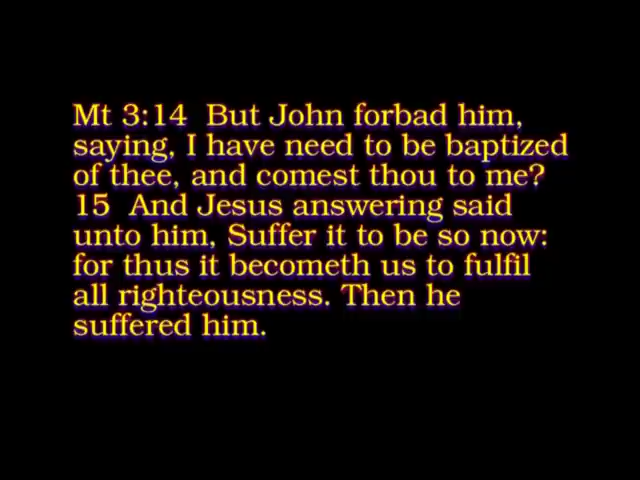 Mt 3:14  But John forbad him,
saying, I have need to be baptized
of thee, and comest thou to me?
15  And Jesus answering said
unto him, Suffer it to be so now:
for thus it becometh us to fulfil
all righteousness. Then he
suffered him.